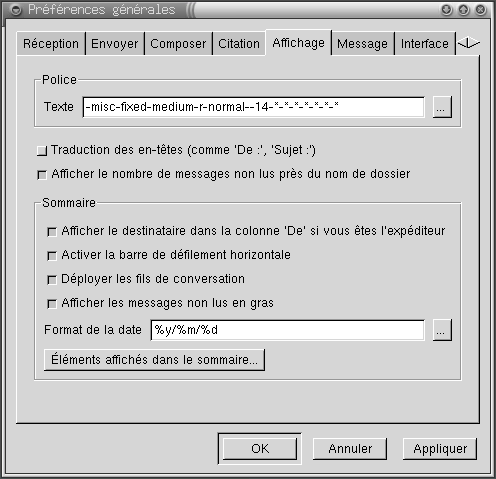 Préférences générales
Réception Envoyer Composer Citation Affichage Message Interface
Police
Texte -misc-fixed-medium-r-normal--14-*-*-*-*-*-*-* ...
Traduction des en-têtes (comme 'De :', 'Sujet :')
Afficher le nombre de messages non lus près du nom de dossier
Sommaire
Afficher le destinataire dans la colonne 'De' si vous êtes l'expéditeur
Activer la barre de défilement horizontale
Déployer les fils de conversation
Afficher les messages non lus en gras
Format de la date %y/%m/%d ...
Éléments affichés dans le sommaire...
OK Annuler Appliquer